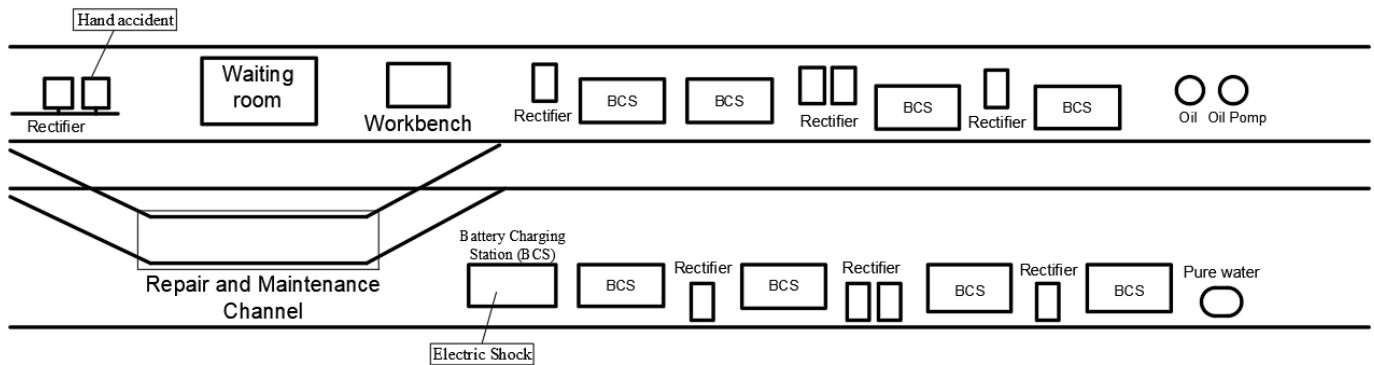 Hand accident
Waiting
room
Rectifier
Workbench
Rectifier
BCS
BCS
Rectifier
BCS
Rectifier
BCS
Oil
Oil Pomp
Repair and Maintenance
Channel
Battery Charging
Station (BCS)
Electric Shock
BCS
Rectifier
BCS
Rectifier
BCS
Rectifier
BCS
Pure water